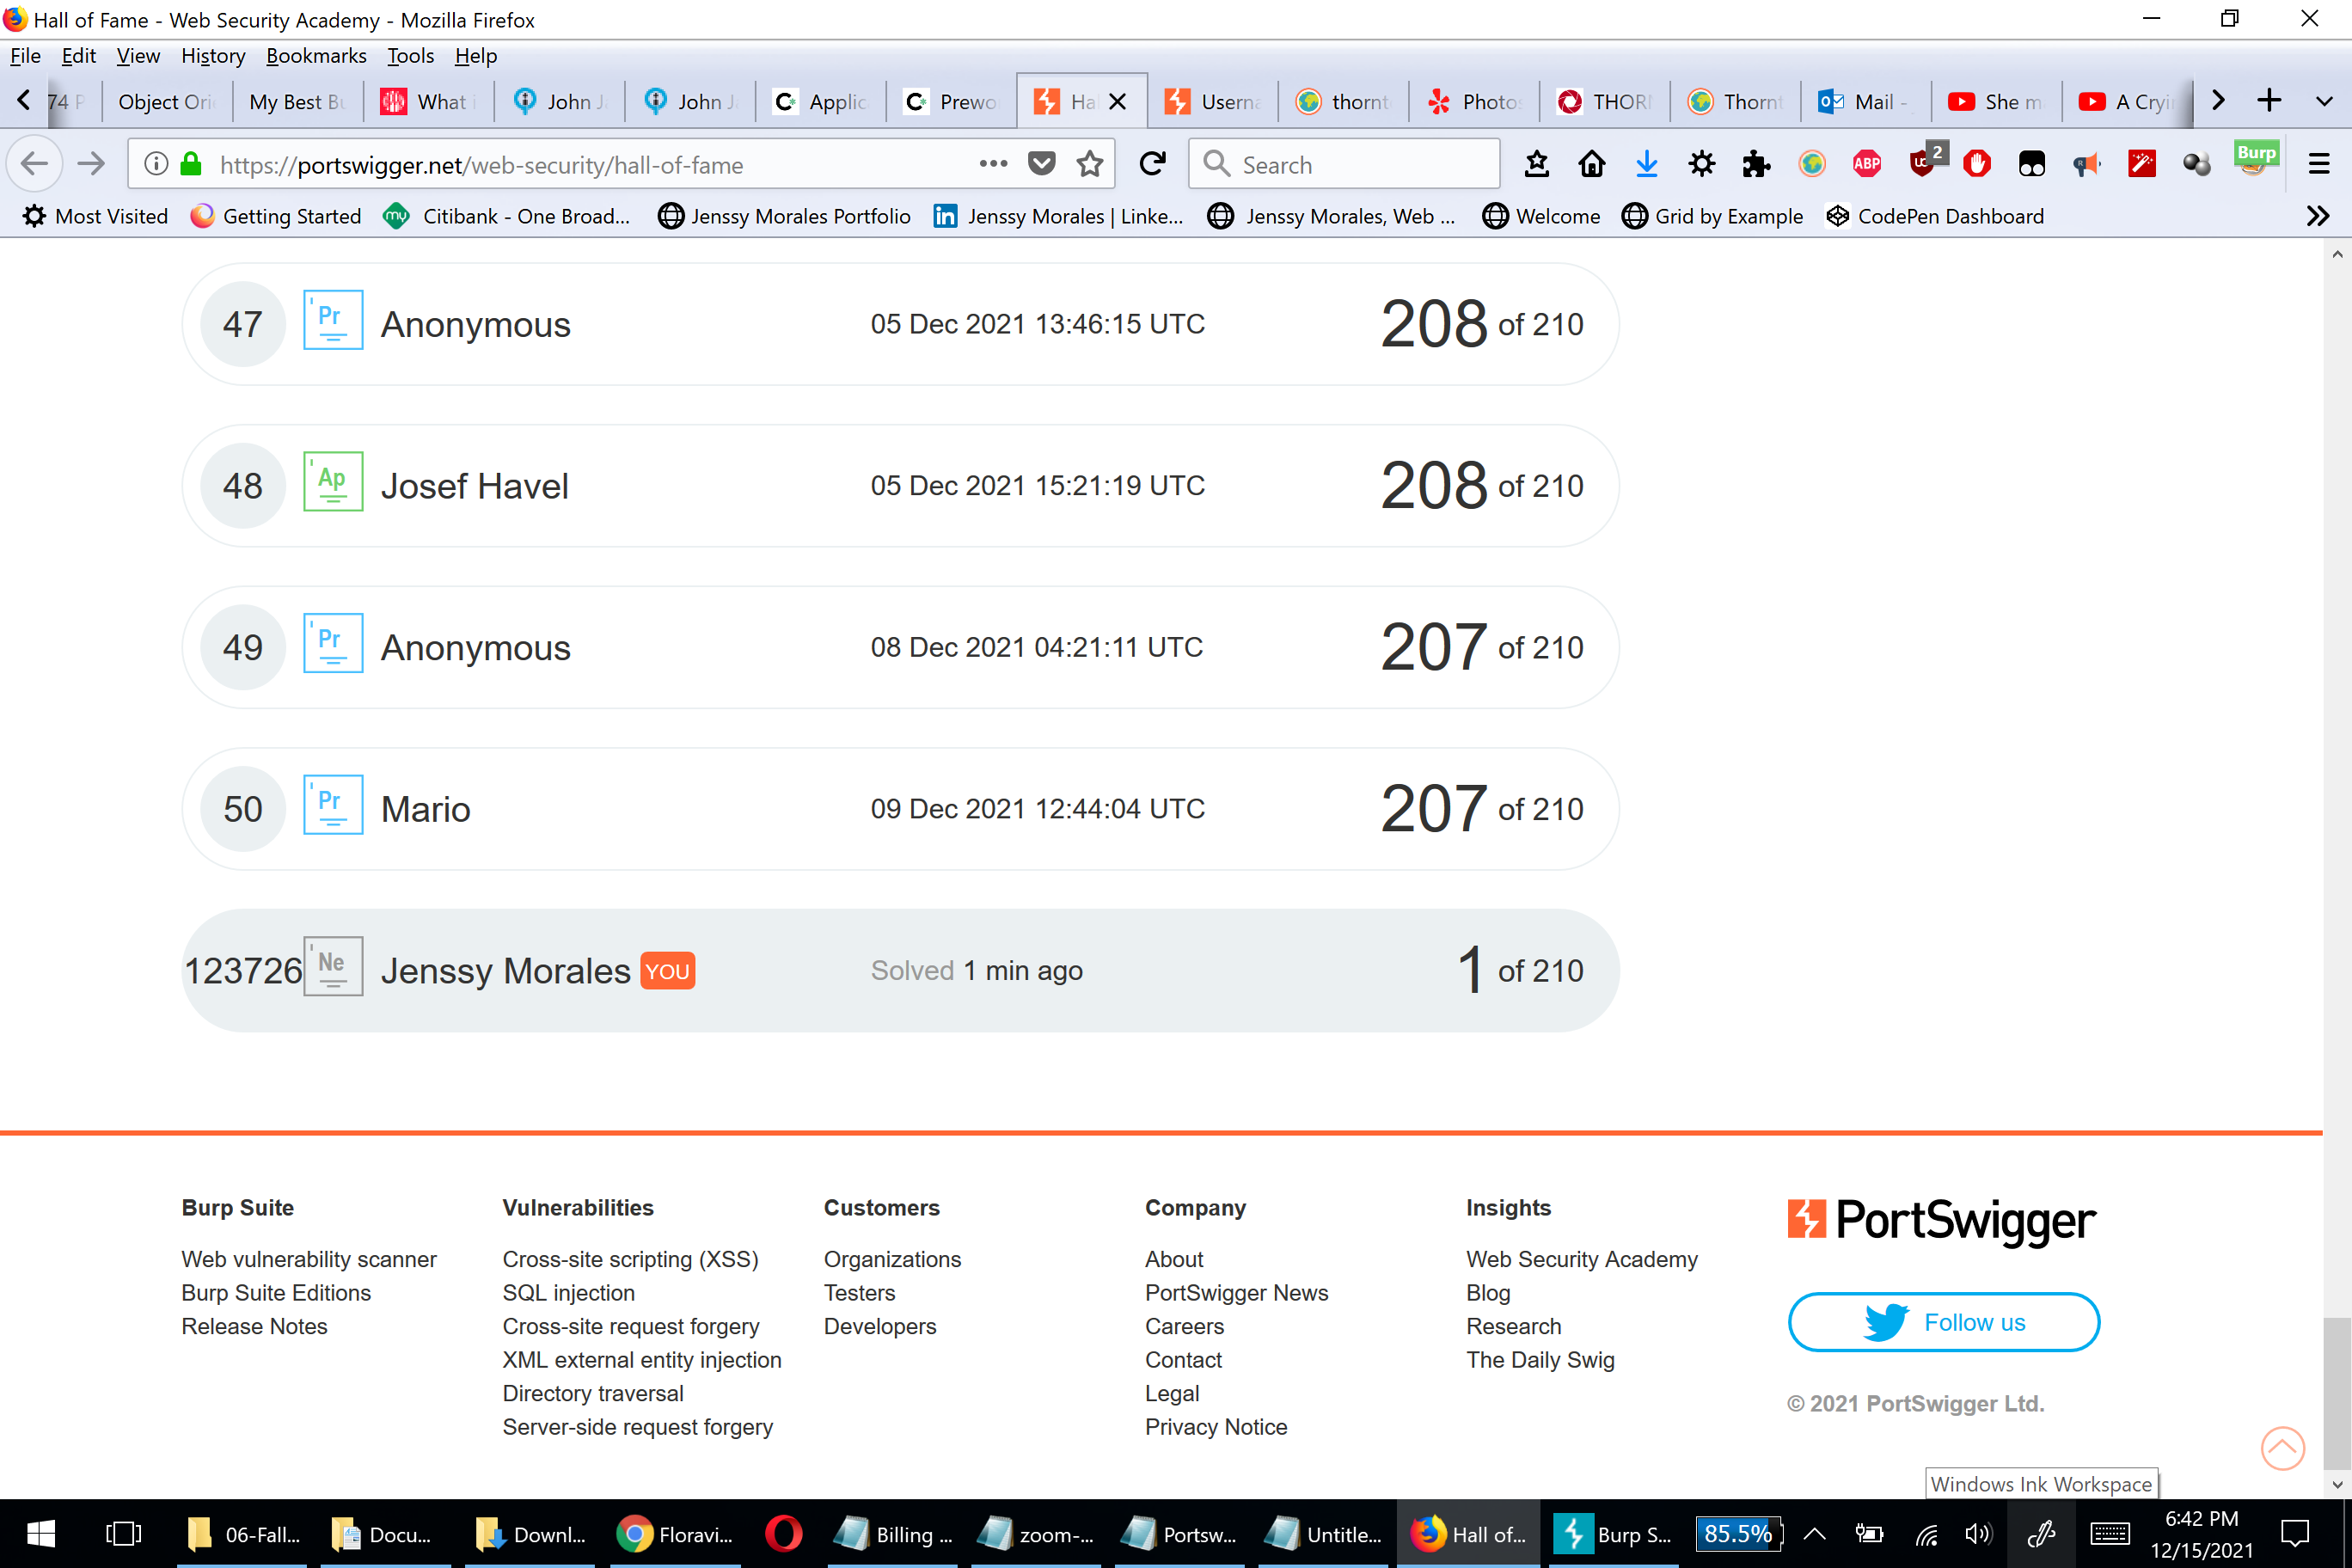 Hall of Fame - Web Security Academy - Mozilla Firefox
File Edit View History Bookmarks Tools Help
74 P Object Ori My Best Bu What i John J John J Applic Prewo Ha Userna thornt Photos THOR Thornt Mail - She m A Cryi
https://portswigger.net/web-security/hall-of-fame Search ABP 2 Burp
Most Visited Getting Started my Citibank - One Broad... Jenssy Morales Portfolio in Jenssy Morales | Linke... Jenssy Morales, Web ... Welcome Grid by Example CodePen Dashboard
47 Pr Anonymous 05 Dec 2021 13:46:15 UTC 208 of 210
48 Ap Josef Havel 05 Dec 2021 15:21:19 UTC 208 of 210
49 Pr Anonymous 08 Dec 2021 04:21:11 UTC 207 of 210
50 Pr Mario 09 Dec 2021 12:44:04 UTC 207 of 210
123726 Ne Jenssy Morales YOU Solved 1 min ago 1 of 210
Burp Suite
Web vulnerability scanner
Burp Suite Editions
Release Notes
Vulnerabilities
Cross-site scripting (XSS)
SQL injection
Cross-site request forgery
XML external entity injection
Directory traversal
Server-side request forgery
Customers
Organizations
Testers
Developers
Company
About
PortSwigger News
Careers
Contact
Legal
Privacy Notice
Insights
Web Security Academy
Blog
Research
The Daily Swig
PortSwigger
Follow us
© 2021 PortSwigger Ltd.
Windows Ink Workspace
06-Fall... Docu... Downl... Floravi... Billing ... zoom-... Portsw... Untitle... Hall of... Burp S... 85.5% 6:42 PM
12/15/2021